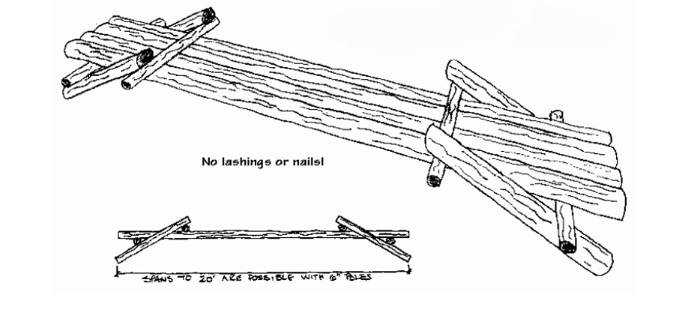 No lashings or nails!
SPANS TO 20' ARE POSSIBLE WITH 6" POLES